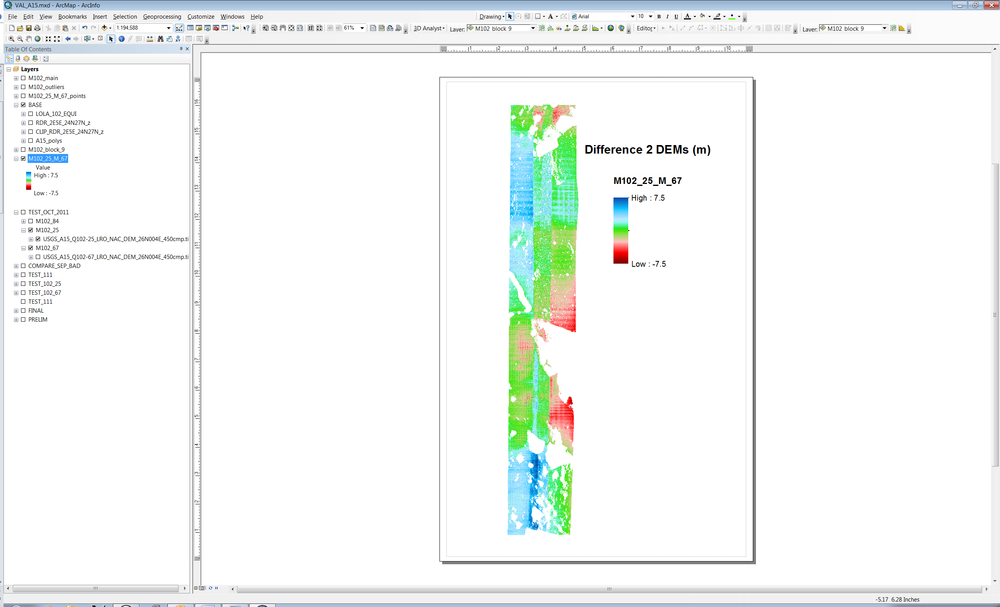 VAL_A15.mxd - ArcMap - ArcInfo
File Edit View Bookmarks Insert Selection Geoprocessing Customize Windows Help
Drawing Arial 10 B I U A
1:194,588 61% 3D Analyst Layer: M102 block 9 Editor Layer: M102 block 9
Table Of Contents
Layers
M102_main
M102_outliers
M102_25_M_67_points
BASE
LOLA_102_EQUI
RDR_2E5E_24N27N_z
CLIP_RDR_2E5E_24N27N_z
A15_polys
M102_block_9
M102_25_M_67
Value
High : 7.5
Low : -7.5
TEST_OCT_2011
M102_84
M102_25
USGS_A15_Q102-25_LRO_NAC_DEM_26N004E_450cmp.ti
M102_67
USGS_A15_Q102-67_LRO_NAC_DEM_26N004E_450cmp.ti
COMPARE_SEP_BAD
TEST_111
TEST_102_25
TEST_102_67
TEST_111
FINAL
PRELIM
1 2 3 4 5 6 7 8 9 10
16
15
14
13
12
11
10
9
8
7
6
5
4
3
2
1
Difference 2 DEMs (m)
M102_25_M_67
High : 7.5
Low : -7.5
-5.17 6.28 Inches